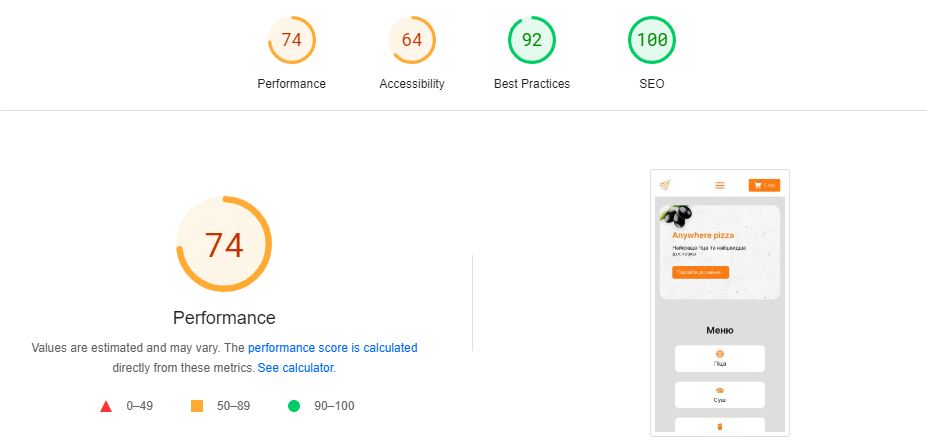 74
64
92
100
Performance
Accessibility
Best Practices
SEO
74
Performance
Values are estimated and may vary. The performance score is calculated
directly from these metrics. See calculator.
0–49
50–89
90–100
Anywhere pizza
Найкраща піца та найшвидша
доставка
Перейти до меню
Меню
Піца
Суші